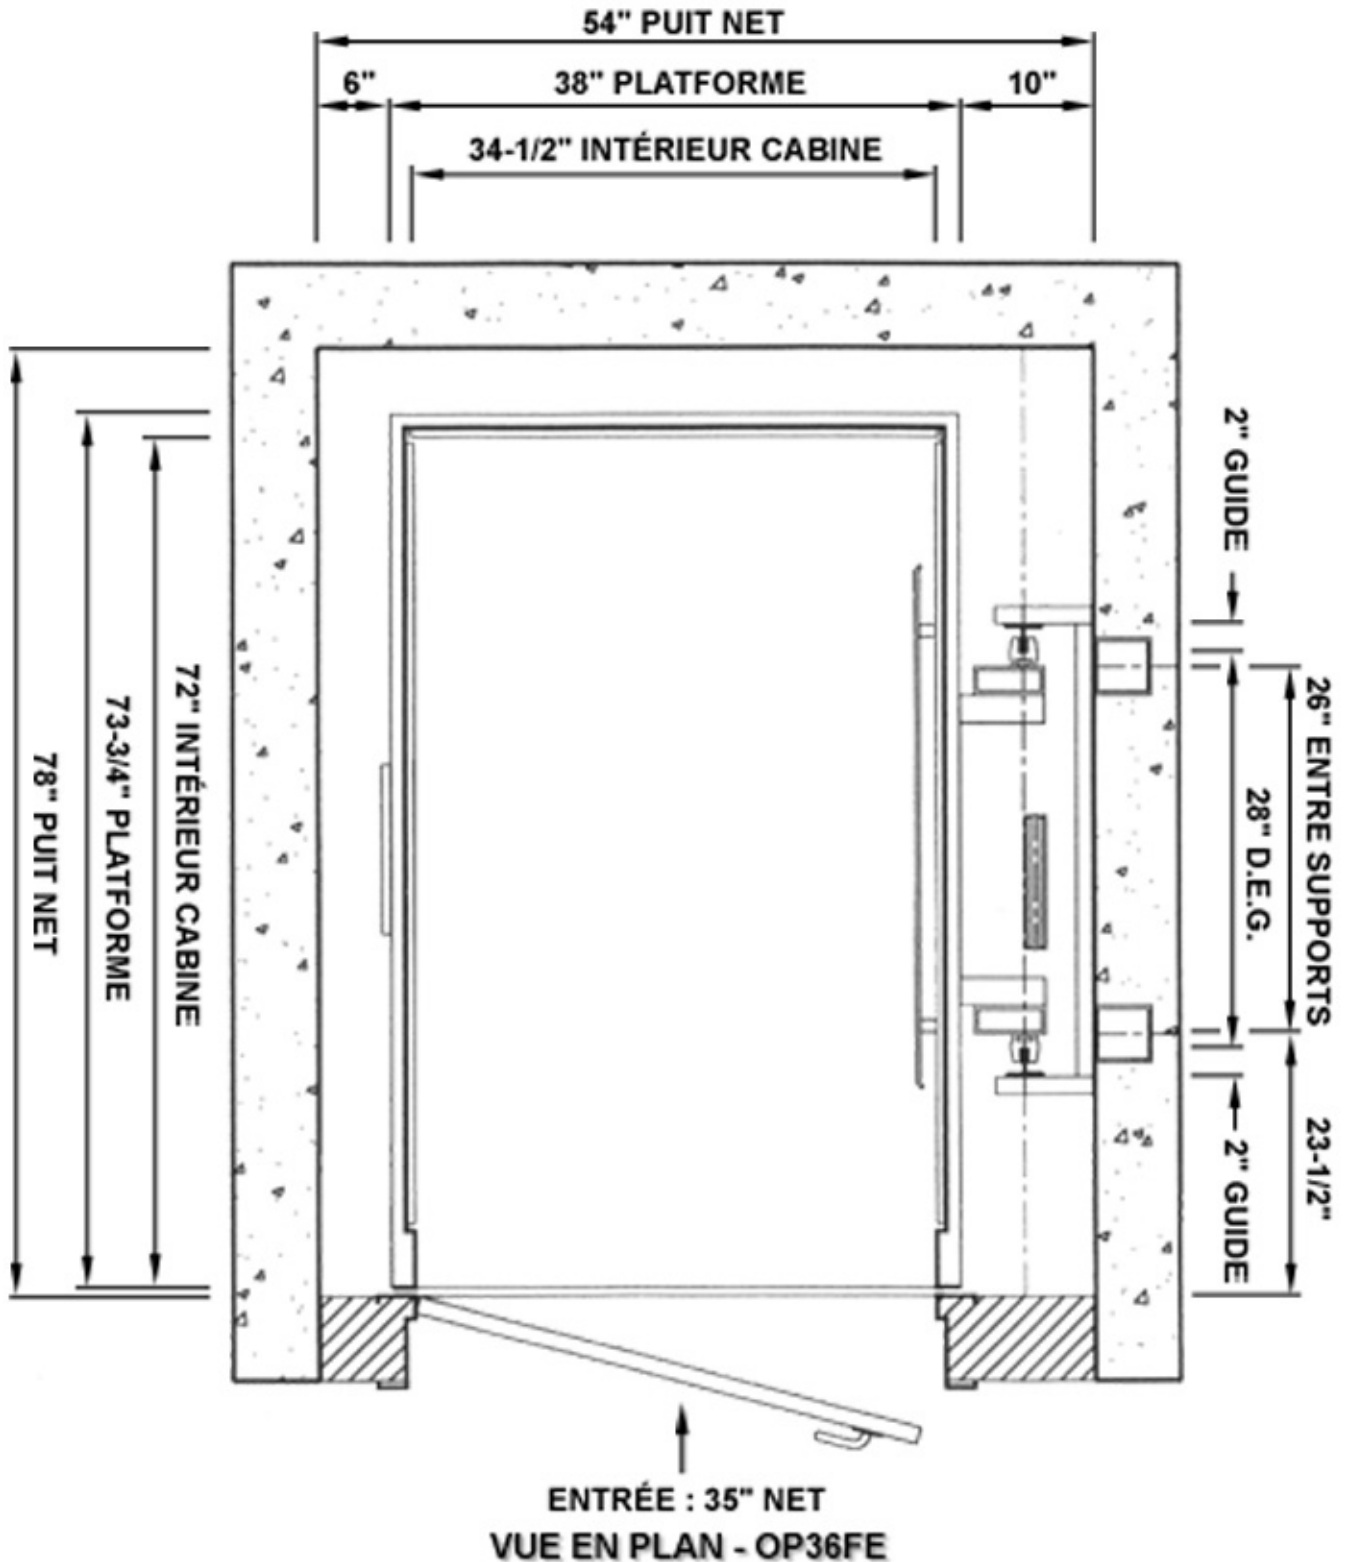 54" PUIT NET
6"
38" PLATFORME
10"
34-1/2" INTÉRIEUR CABINE
78" PUIT NET
73-3/4" PLATFORME
72" INTÉRIEUR CABINE
2" GUIDE
28" D.E.G.
26" ENTRE SUPPORTS
2" GUIDE
23-1/2"
ENTRÉE : 35" NET
VUE EN PLAN - OP36FE